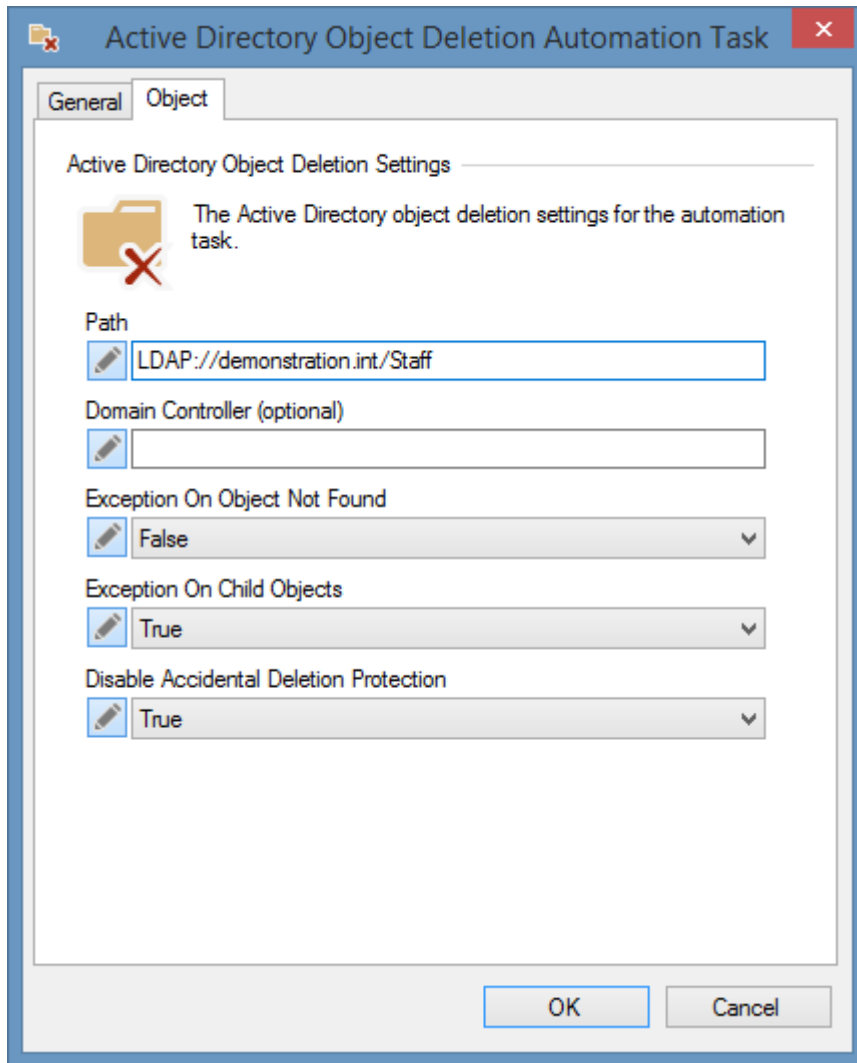 Active Directory Object Deletion Automation Task
General
Object
Active Directory Object Deletion Settings
The Active Directory object deletion settings for the automation
task.
Path
LDAP://demonstration.int/Staff
Domain Controller (optional)
Exception On Object Not Found
False
Exception On Child Objects
True
Disable Accidental Deletion Protection
True
OK
Cancel